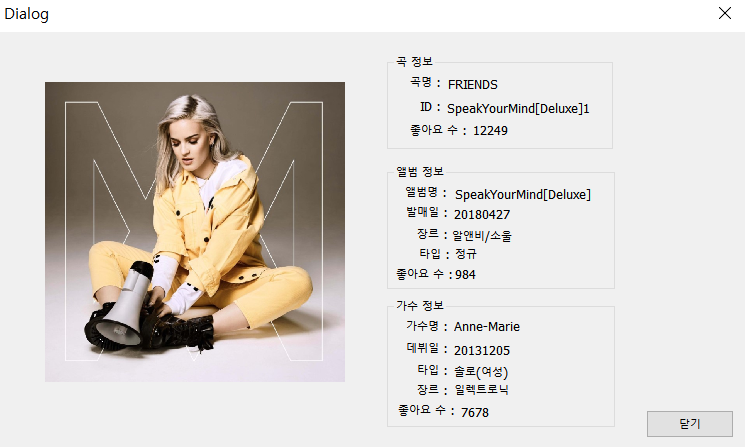 Dialog
곡 정보
곡명 : FRIENDS
ID : SpeakYourMind[Deluxe]1
좋아요 수 : 12249
앨범 정보
앨범명 : SpeakYourMind[Deluxe]
발매일 : 20180427
장르 : 알앤비/소울
타입 : 정규
좋아요 수 : 984
가수 정보
가수명 : Anne-Marie
데뷔일 : 20131205
타입 : 솔로(여성)
장르 : 일렉트로닉
좋아요 수 : 7678
닫기